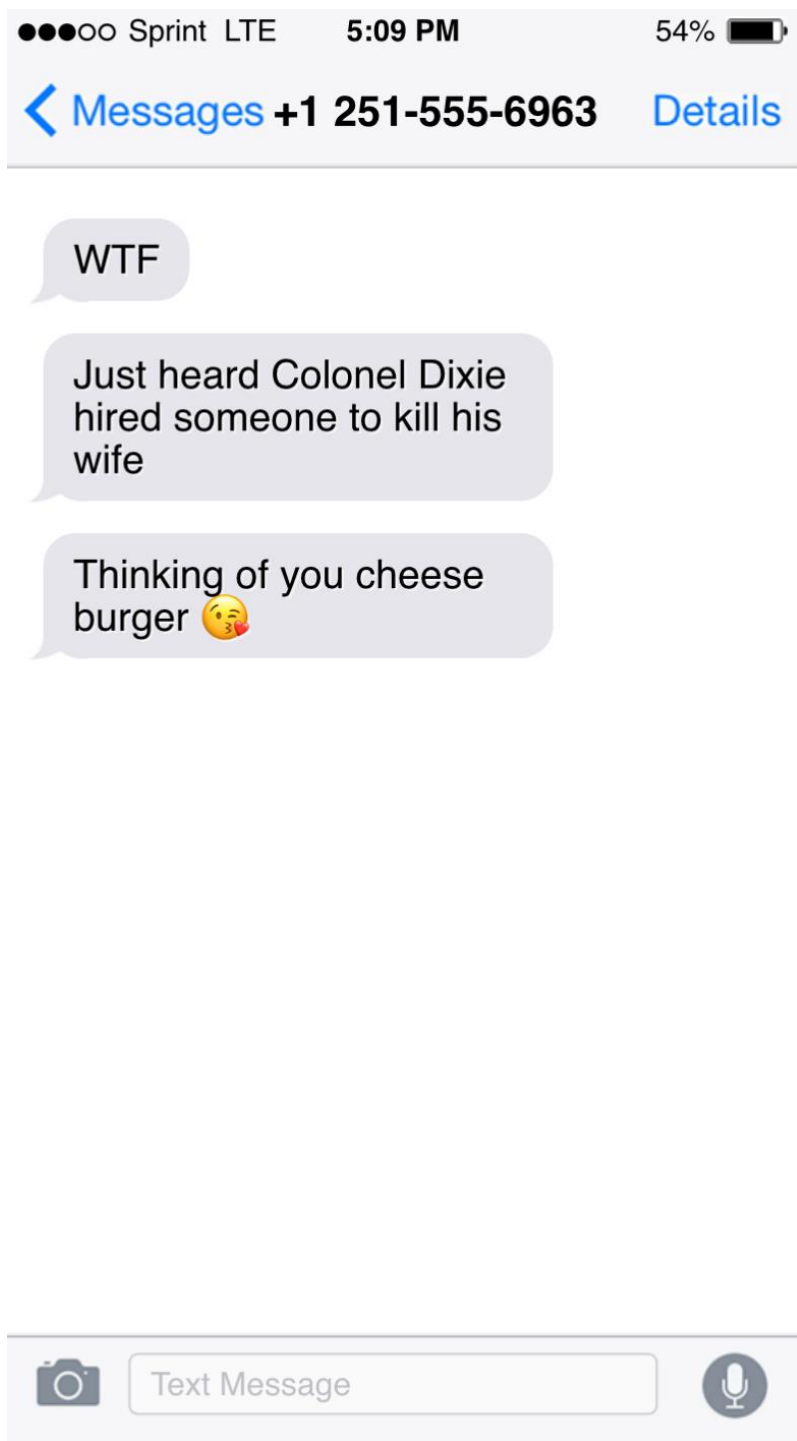 Sprint LTE 5:09 PM 54%
Messages +1 251-555-6963 Details
WTF
Just heard Colonel Dixie
hired someone to kill his
wife
Thinking of you cheese
burger 😘
Text Message